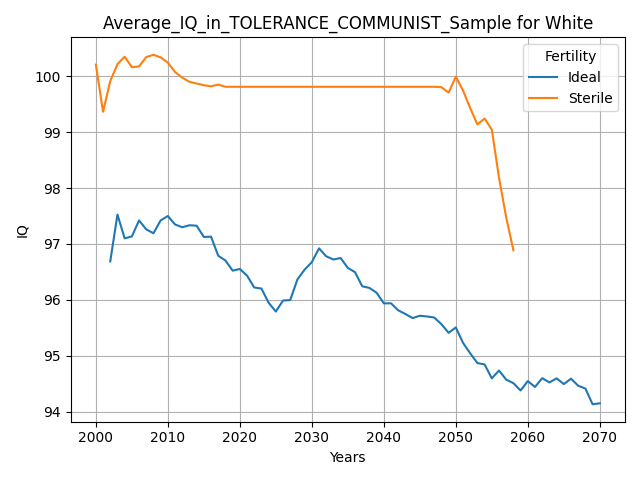 Average_IQ_in_TOLERANCE_COMMUNIST_Sample for White
Fertility
Ideal
Sterile
100
99
98
97
96
95
94
IQ
2000 2010 2020 2030 2040 2050 2060 2070
Years